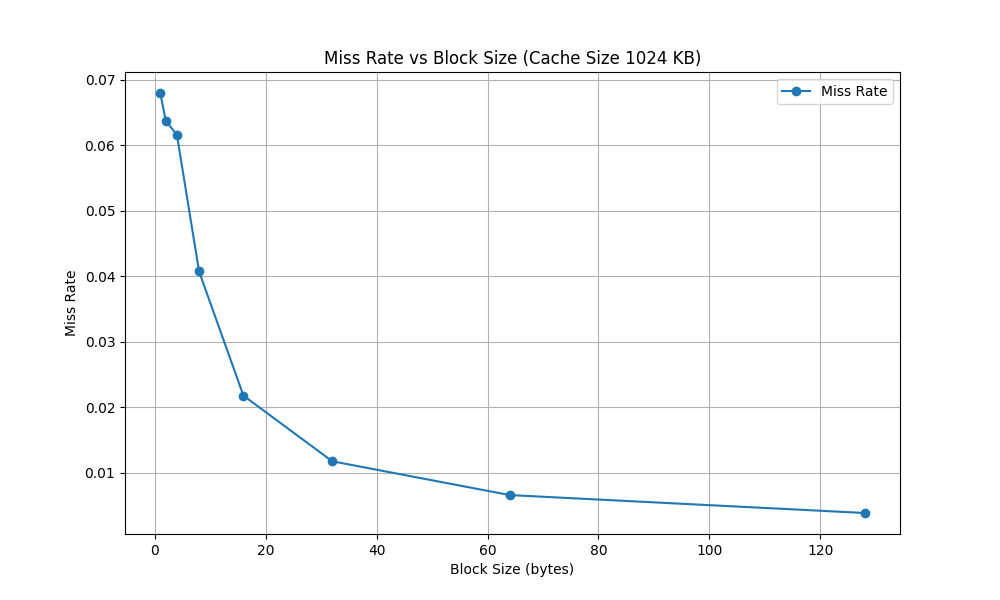 Miss Rate vs Block Size (Cache Size 1024 KB)
Miss Rate
0.07
0.06
0.05
0.04
0.03
0.02
0.01
Miss Rate
0 20 40 60 80 100 120
Block Size (bytes)